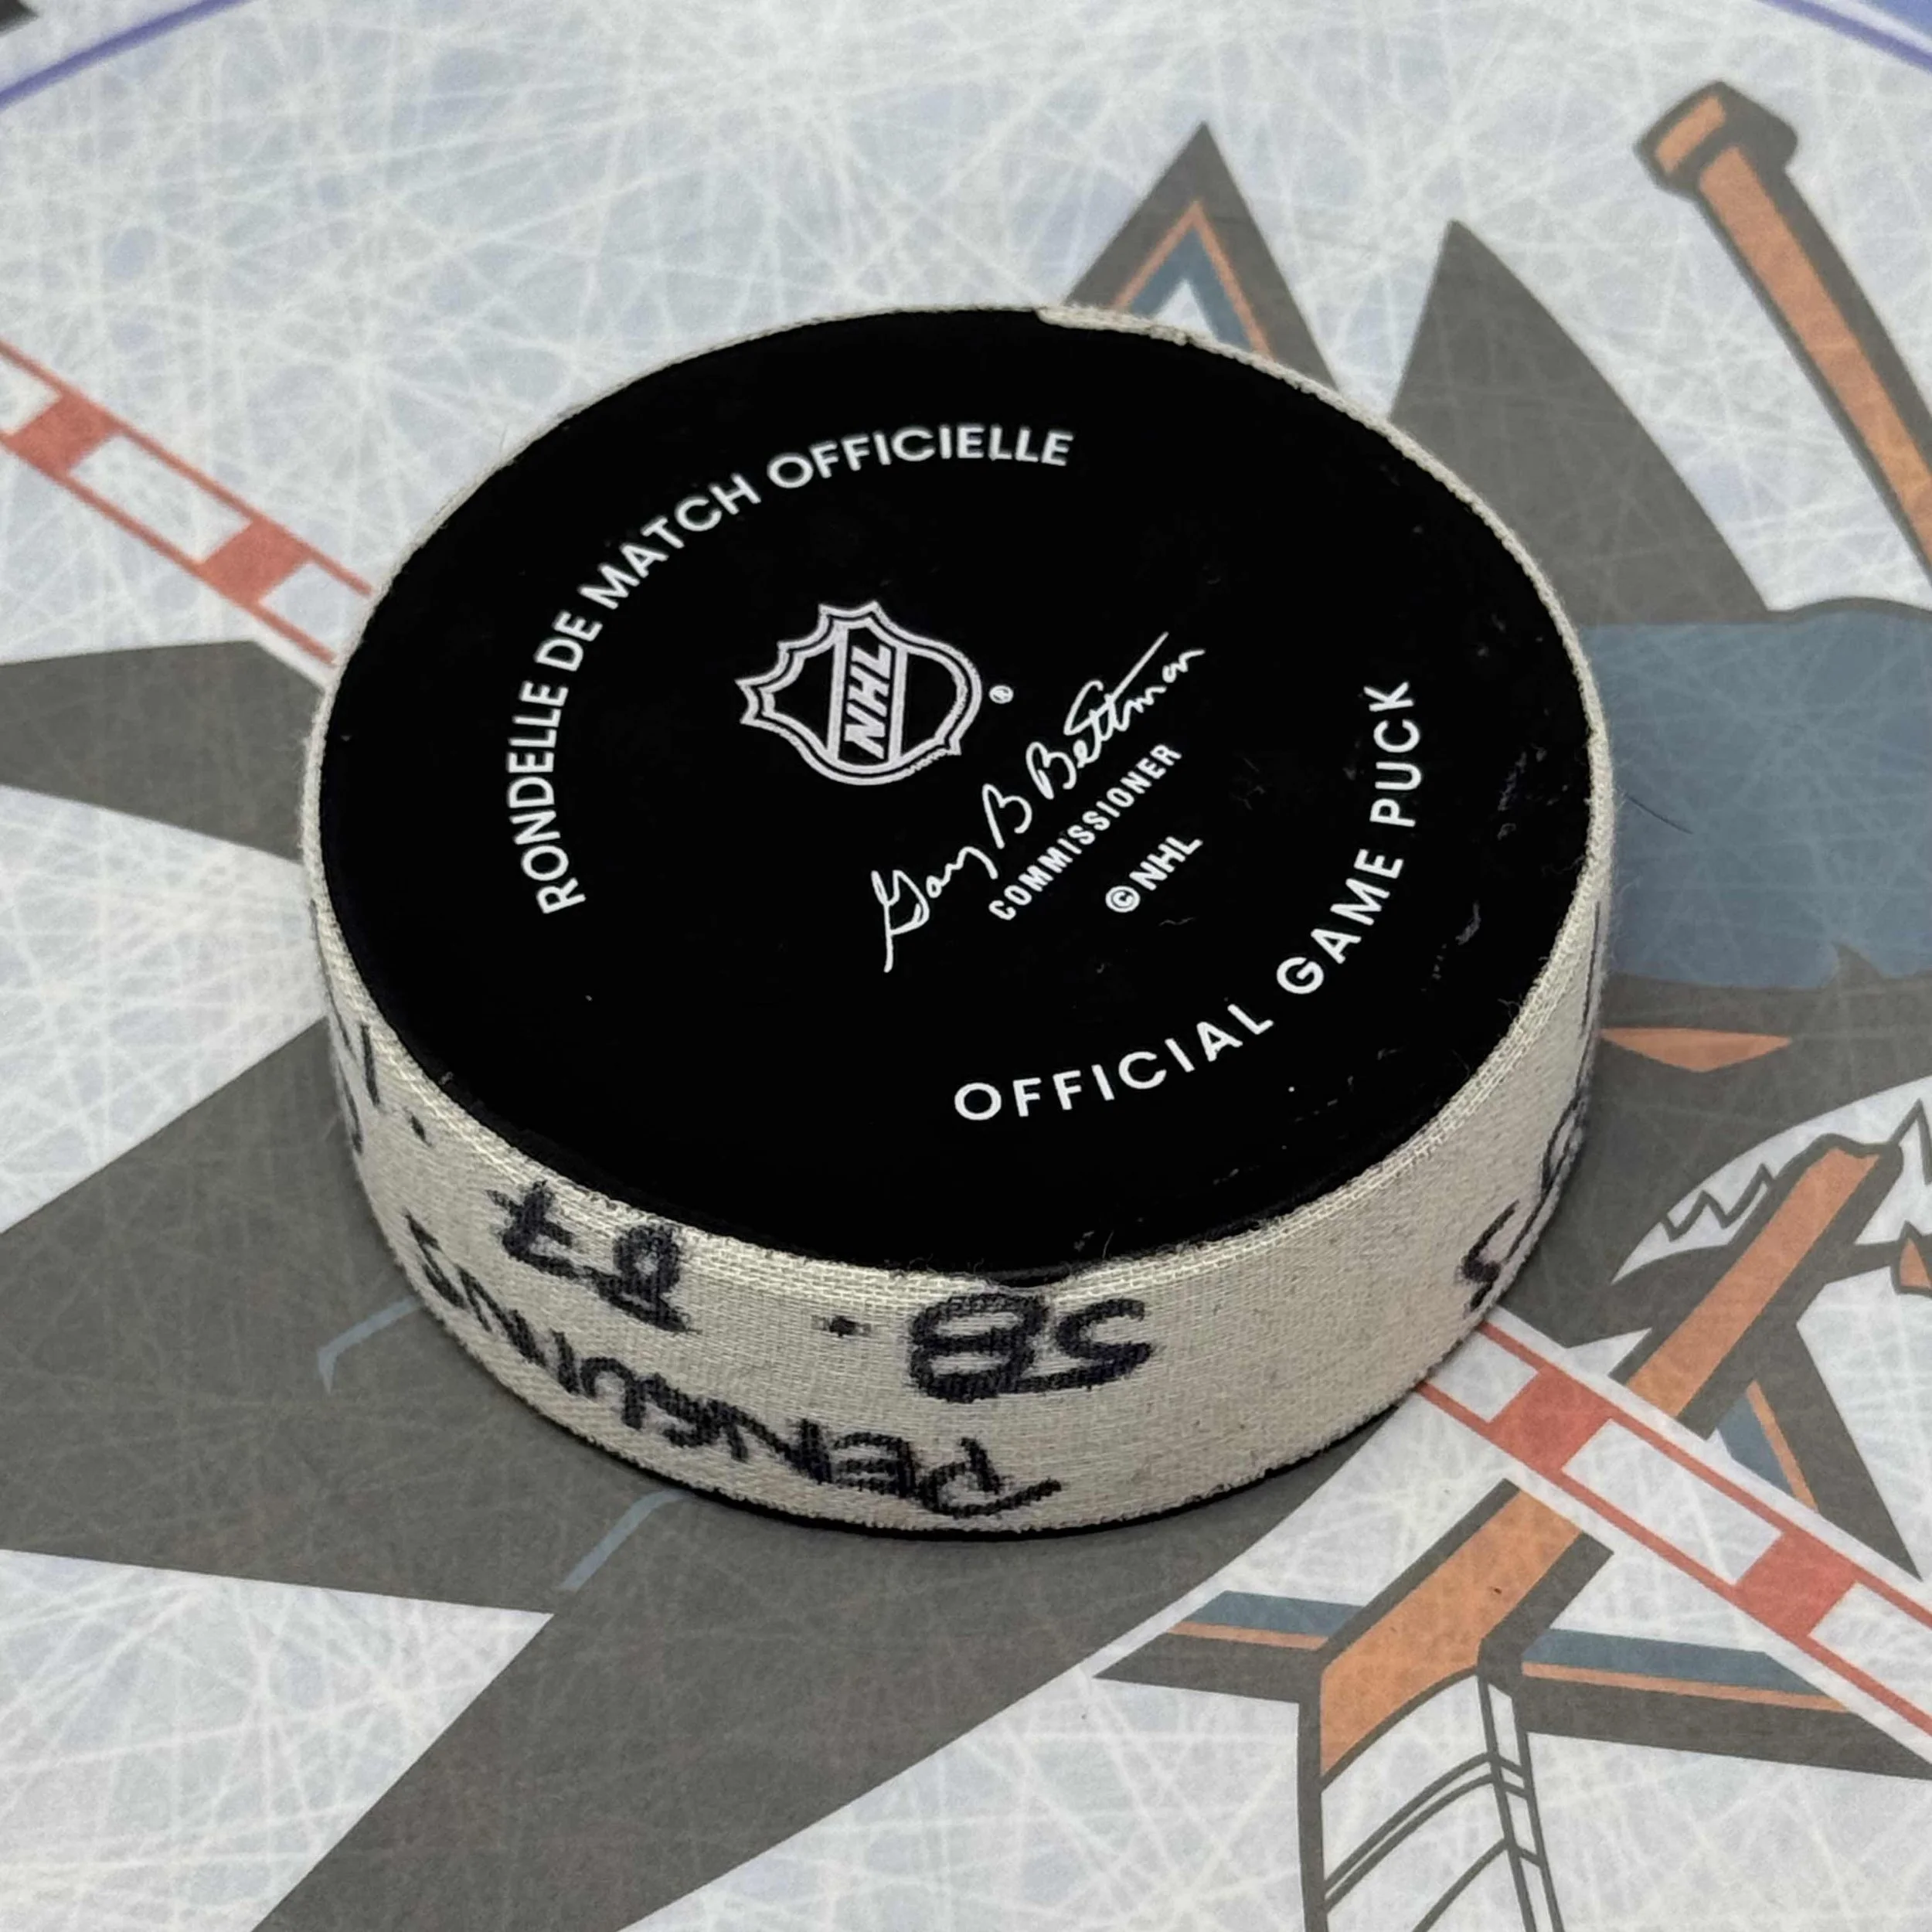 RONDELLE DE MATCH OFFICIELLE
NHL®
Gary B Bettman
COMMISSIONER
© NHL
OFFICIAL GAME PUCK
PENGUINS
58 · 87 ·